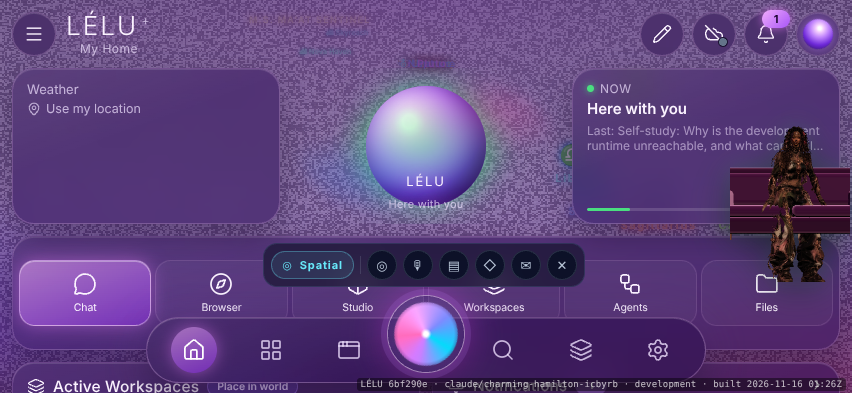 LÉLU +
My Home
1
Weather
Use my location
LÉLU
Here with you
NOW
Here with you
Last: Self-study: Why is the development
runtime unreachable, and what
Spatial
Chat
Browser
Studio
Workspaces
Agents
Files
Active Workspaces
Place in world
Notifications
LÉLU 6bf290e · claude/charming-hamilton-icbyrb · development · built 2026-11-16 01:26Z